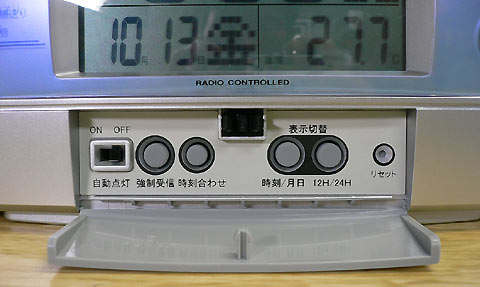 10月13日金 27.7℃
RADIO CONTROLLED
ON OFF
表示切替
自動点灯 強制受信 時刻合わせ 時刻/月日 12H/24H リセット